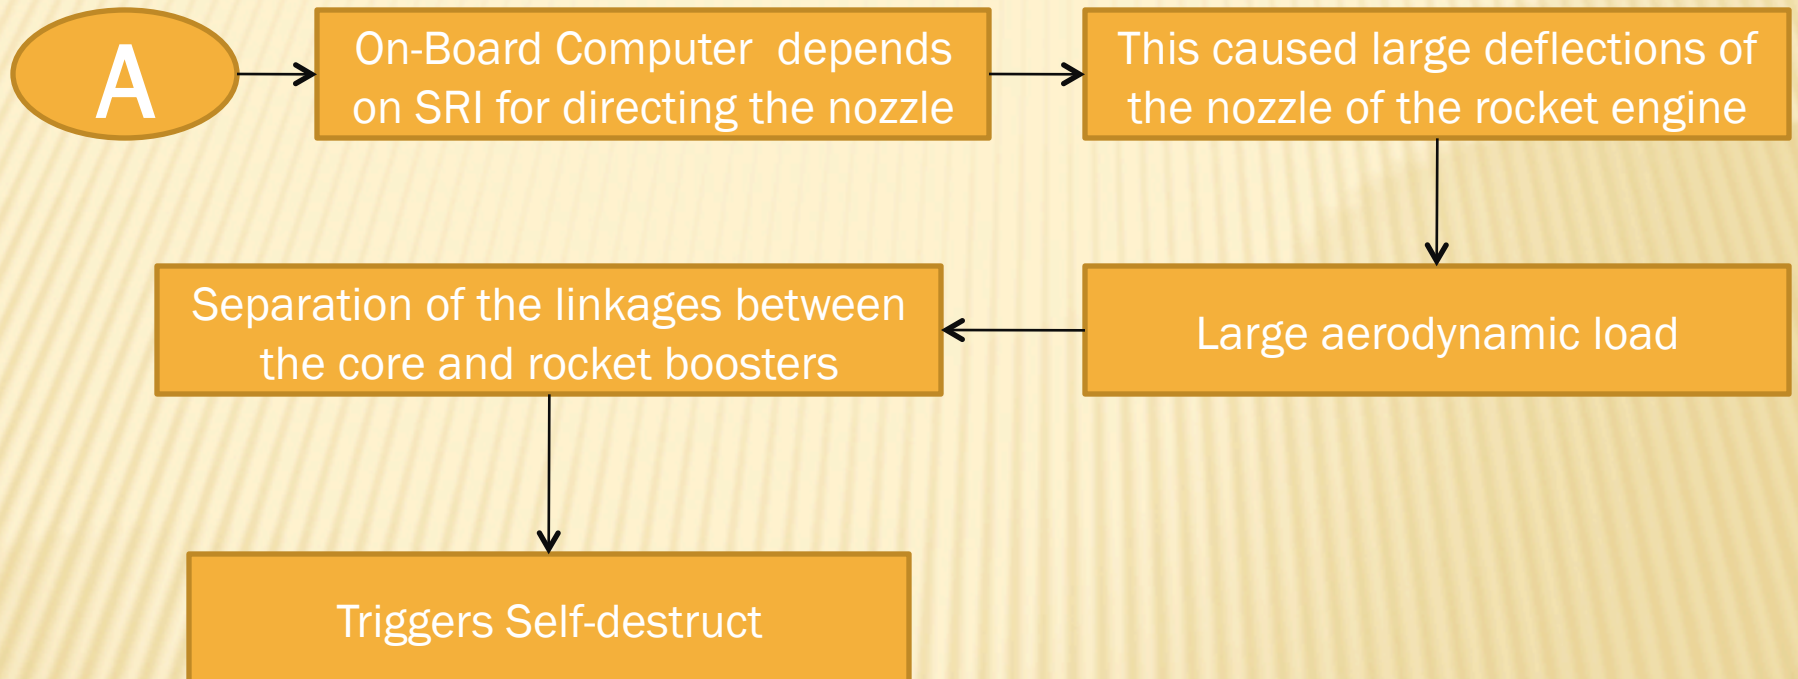 A
On-Board Computer  depends
on SRI for directing the nozzle
This caused large deflections of
the nozzle of the rocket engine
Large aerodynamic load
Separation of the linkages between
the core and rocket boosters
Triggers Self-destruct